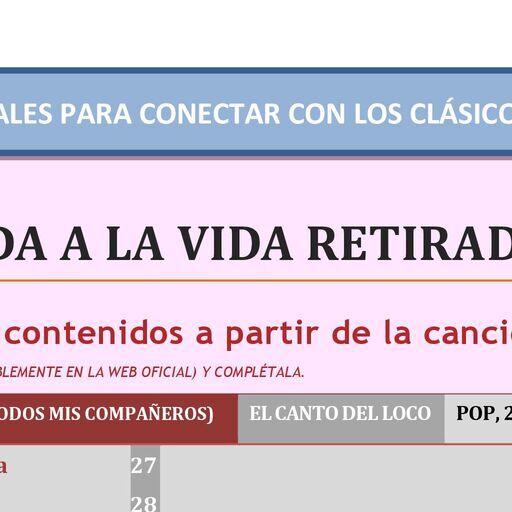 ALES PARA CONECTAR CON LOS CLÁSICO
DA A LA VIDA RETIRAD
contenidos a partir de la canci
BLEMENTE EN LA WEB OFICIAL) Y COMPLÉTALA.
ODOS MIS COMPAÑEROS) EL CANTO DEL LOCO POP, 2
a 27
28